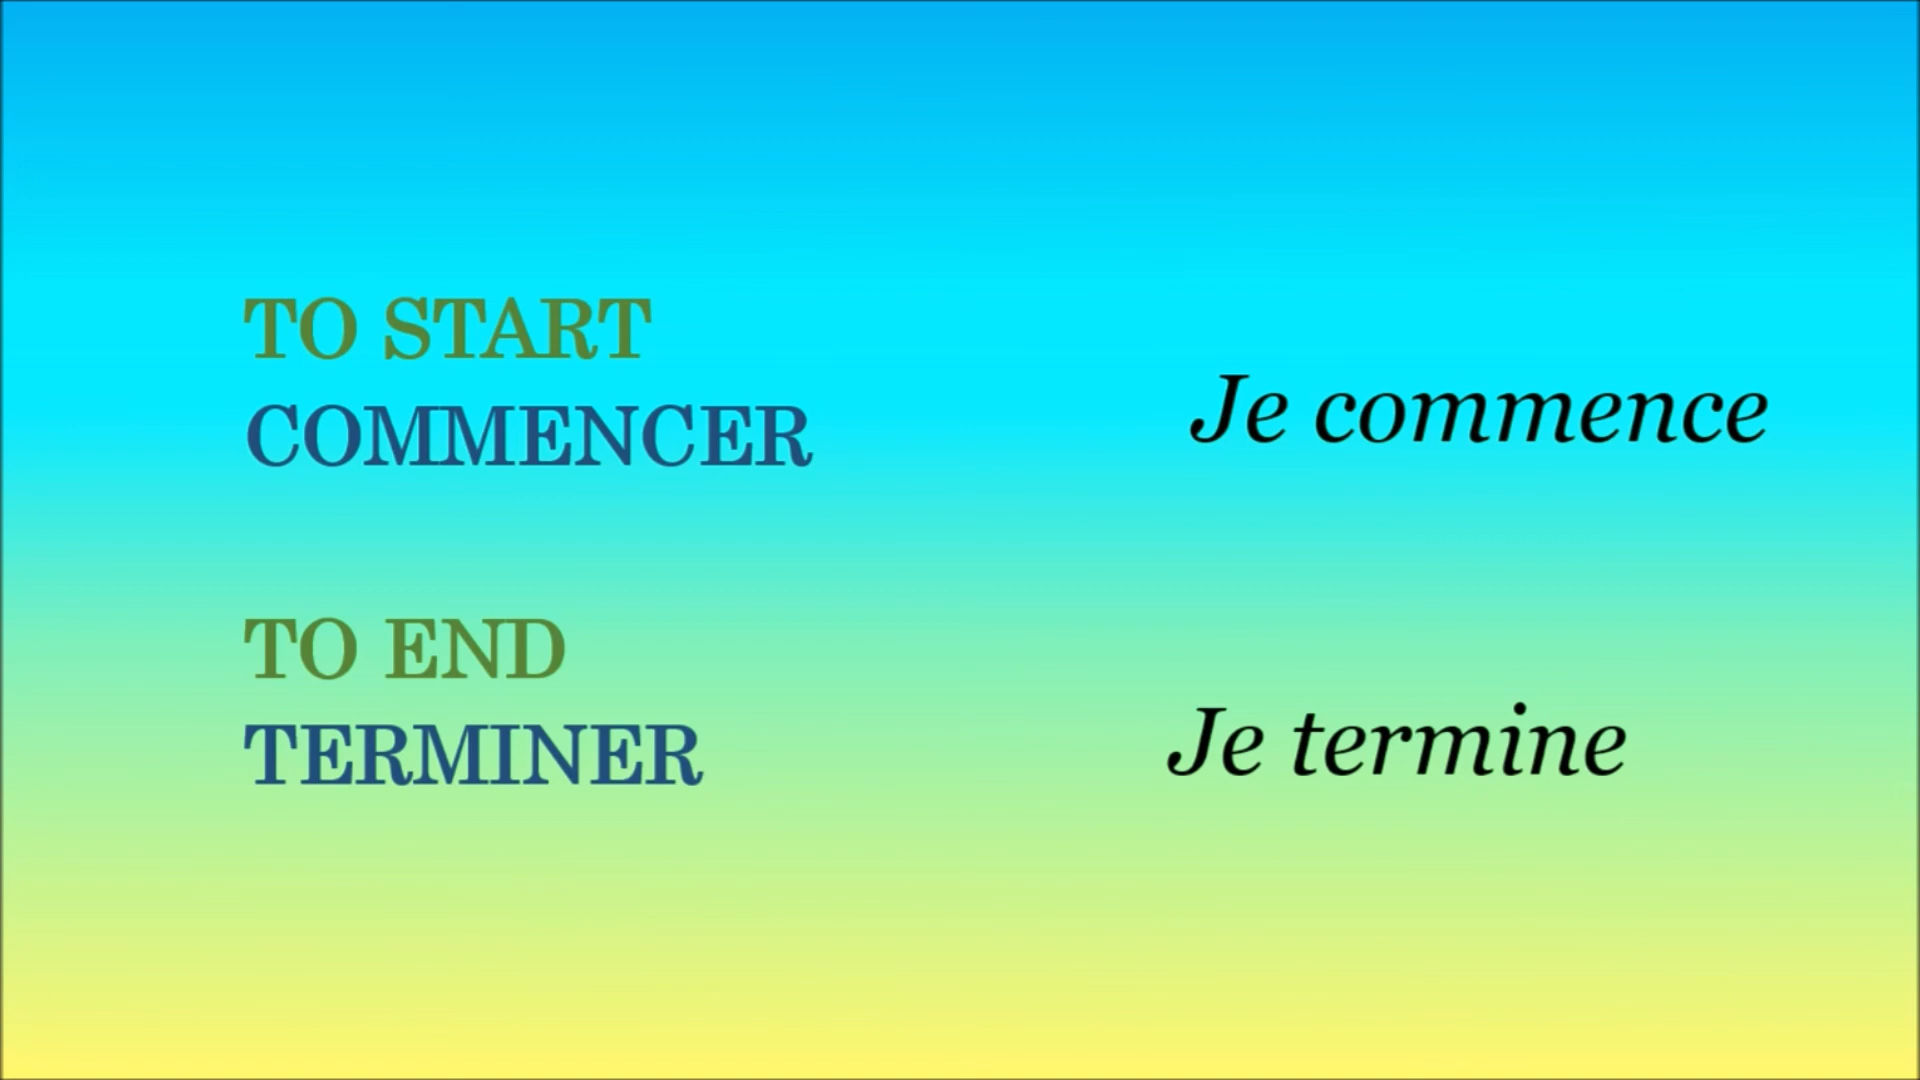 TO START
COMMENCER
Je commence
TO END
TERMINER
Je termine